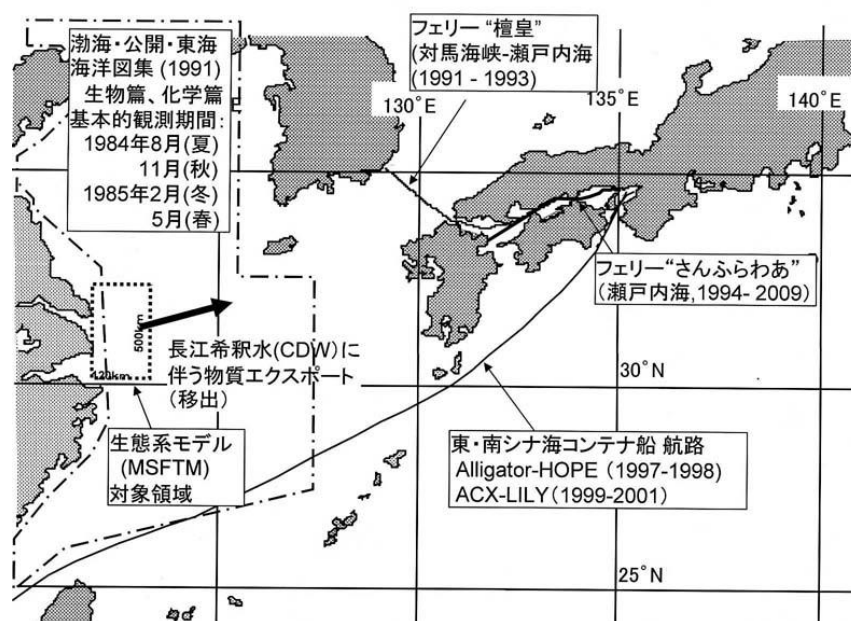 渤海・公開・東海
海洋図集 (1991)
生物篇、化学篇
基本的観測期間:
1984年8月(夏)
11月(秋)
1985年2月(冬)
5月(春)
フェリー “檀皇”
(対馬海峡-瀬戸内海
(1991 - 1993)
130˚E
135˚E
140˚E
フェリー“さんふらわあ”
(瀬戸内海,1994- 2009)
500km
120km
長江希釈水(CDW)に
伴う物質エクスポート
(移出)
30˚N
生態系モデル
(MSFTM)
対象領域
東・南シナ海コンテナ船 航路
Alligator-HOPE (1997-1998)
ACX-LILY(1999-2001)
25˚N